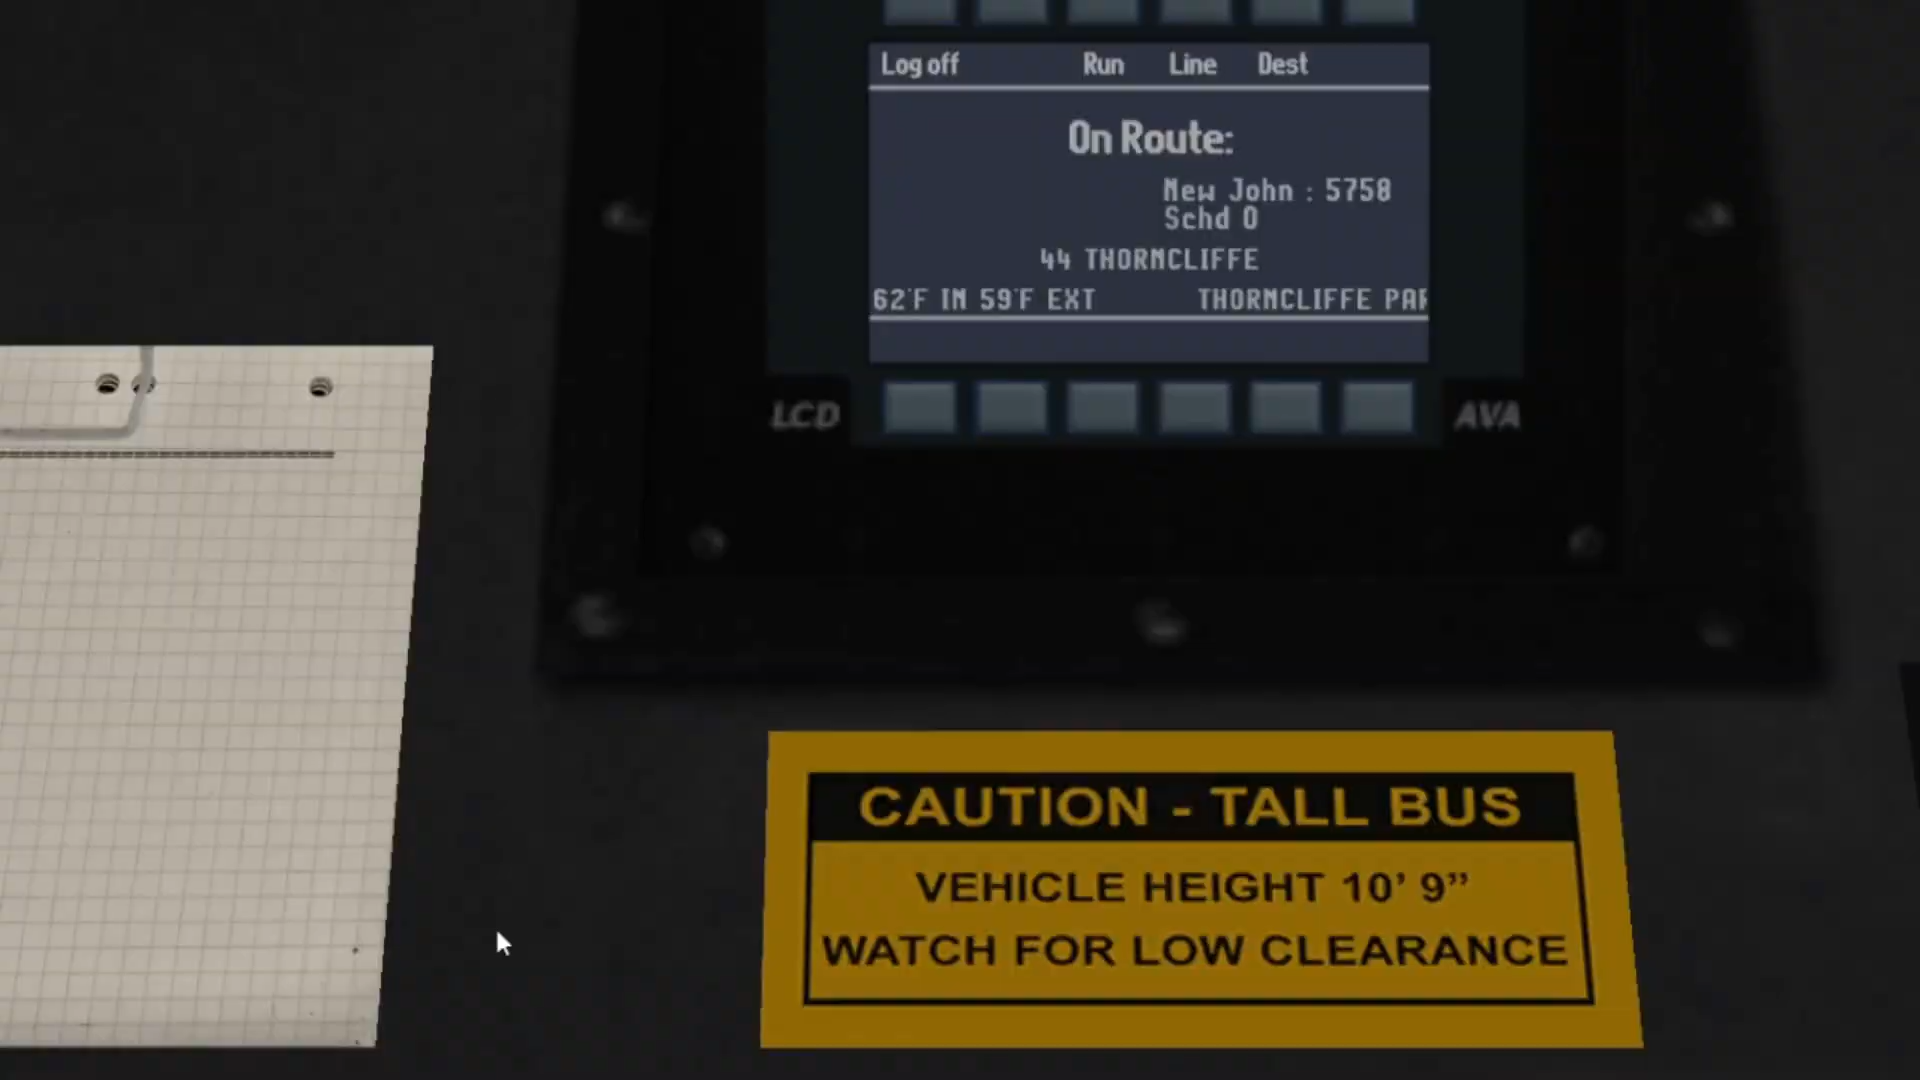 Log off Run Line Dest
On Route:
New John : 5758
Schd 0
44 THORNCLIFFE
62°F IN 59°F EXT THORNCLIFFE
LCD AVA
CAUTION - TALL BUS
VEHICLE HEIGHT 10’ 9”
WATCH FOR LOW CLEARANCE